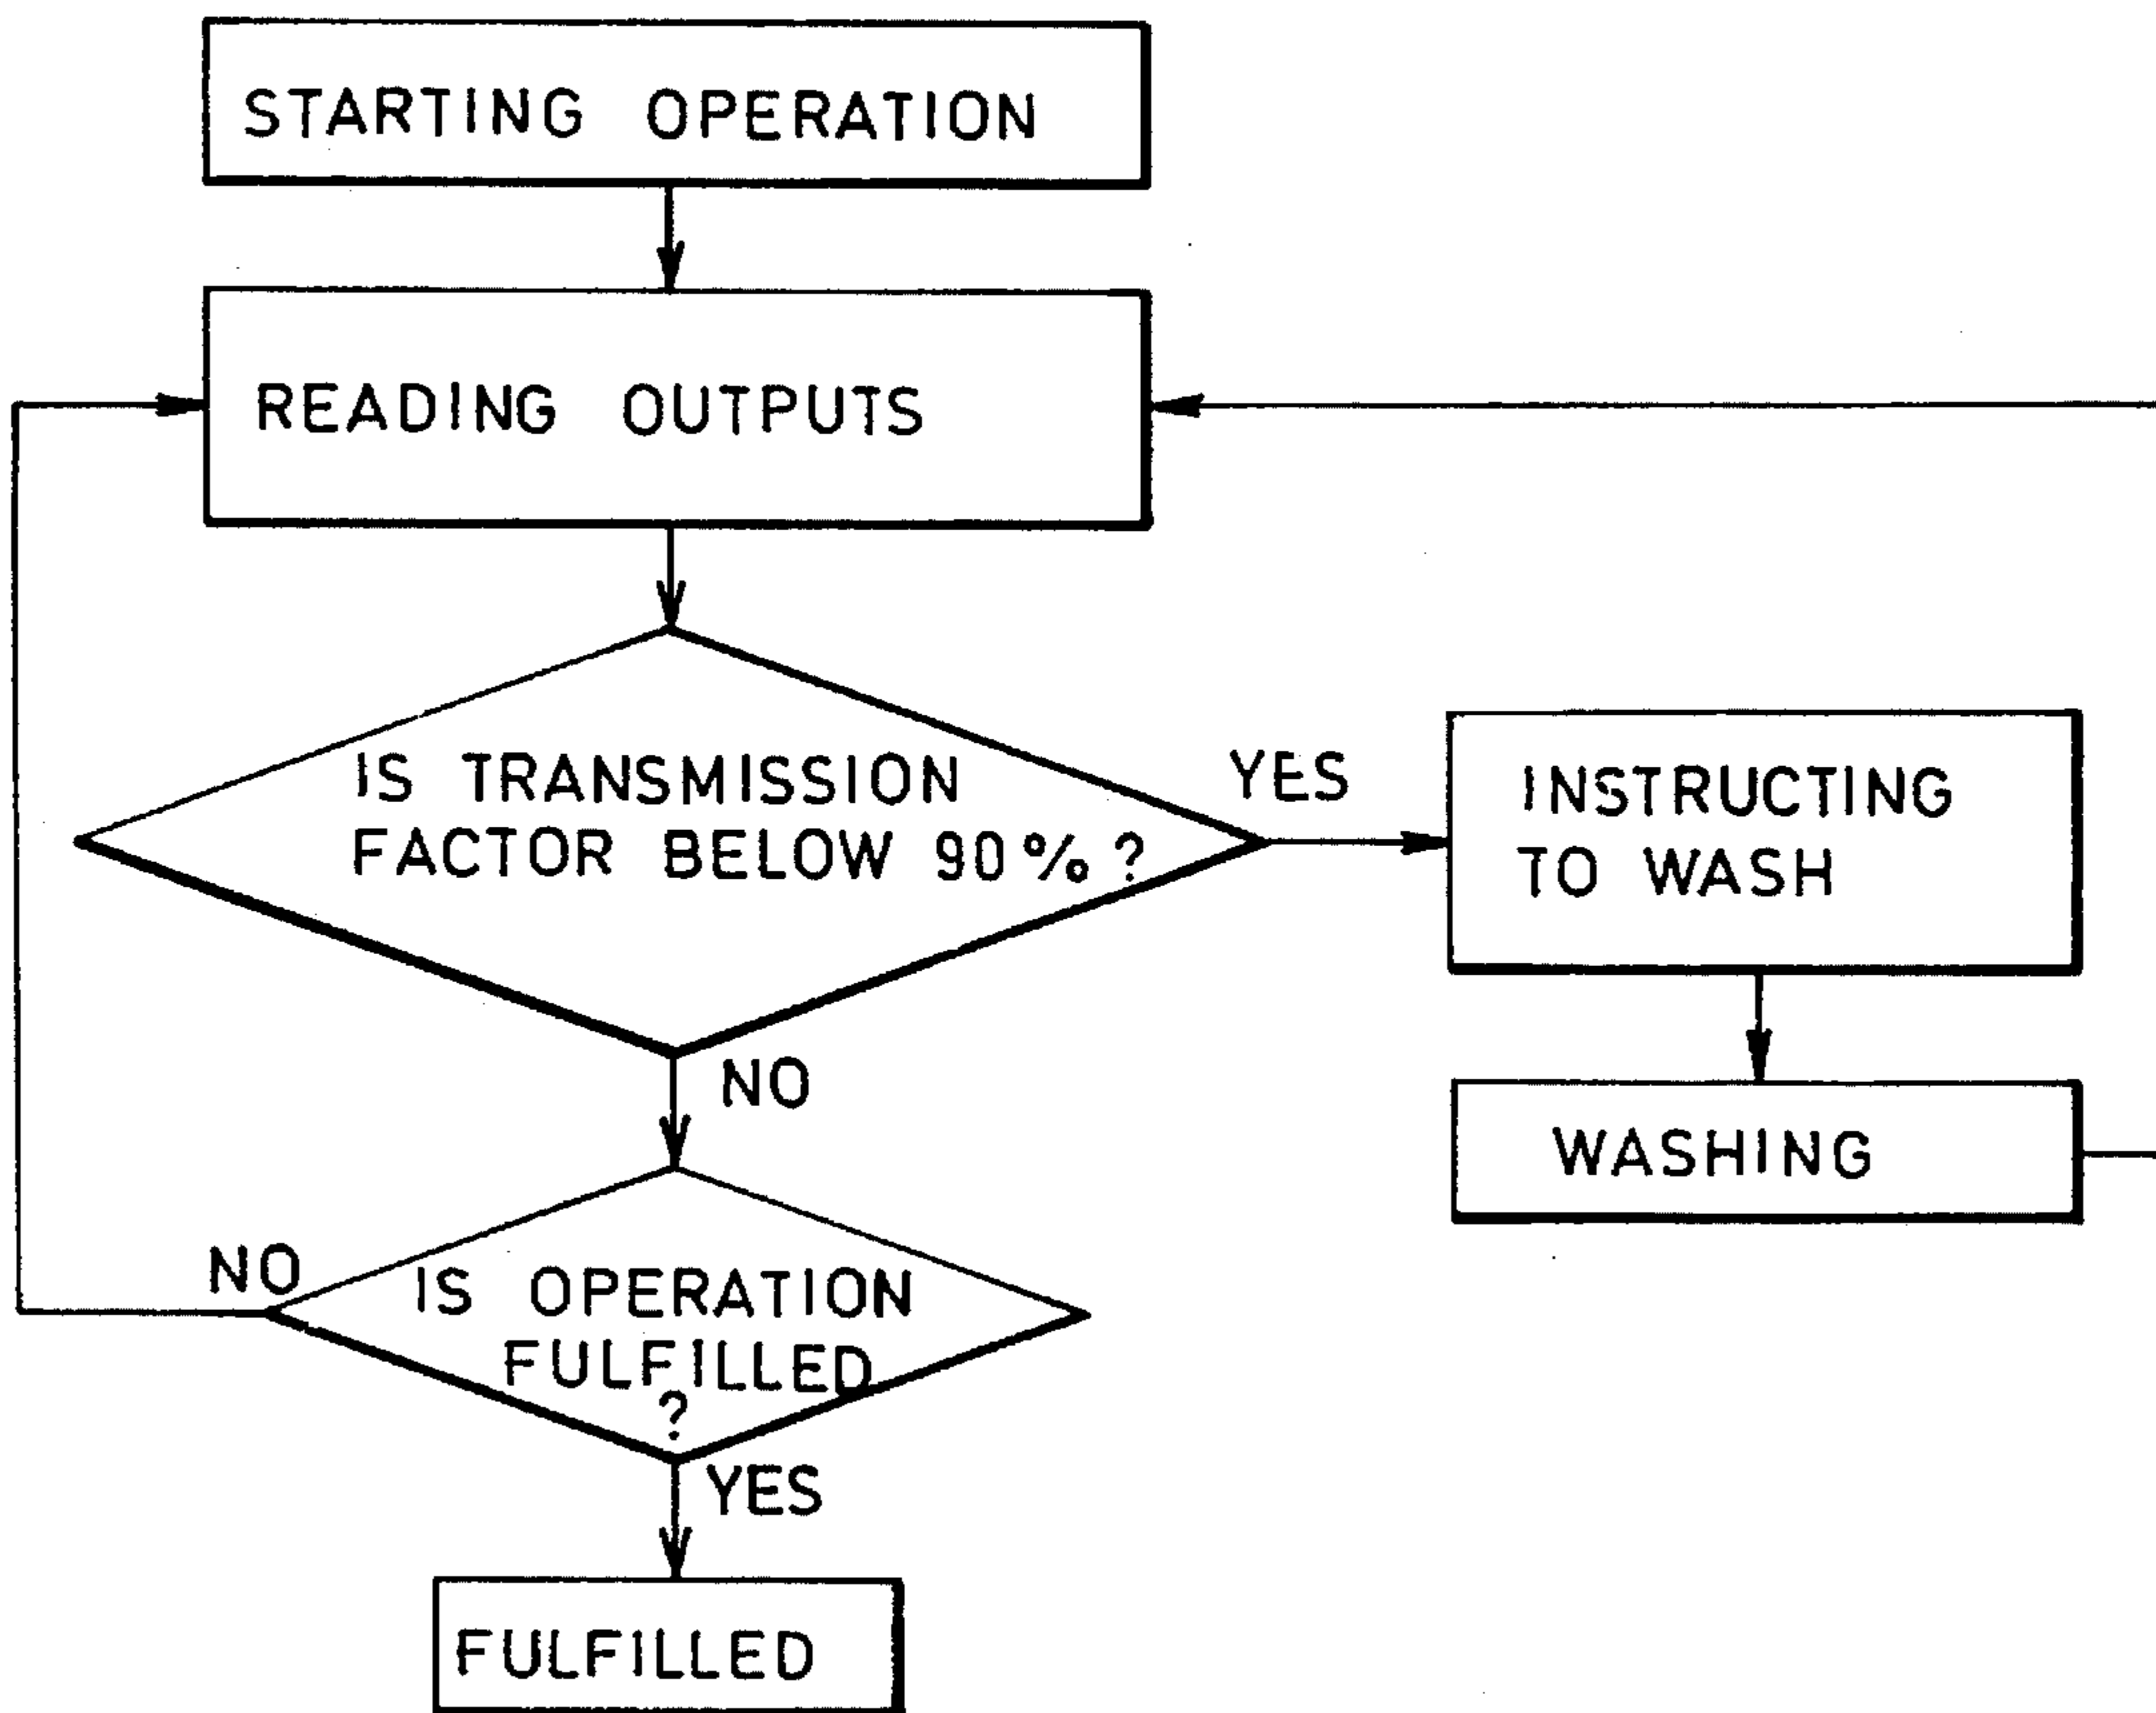 STARTING OPERATION
READING OUTPUTS
IS TRANSMISSION
FACTOR BELOW 90% ?
YES
INSTRUCTING
TO WASH
NO
WASHING
NO
IS OPERATION
FULFILLED
?
YES
FULFILLED